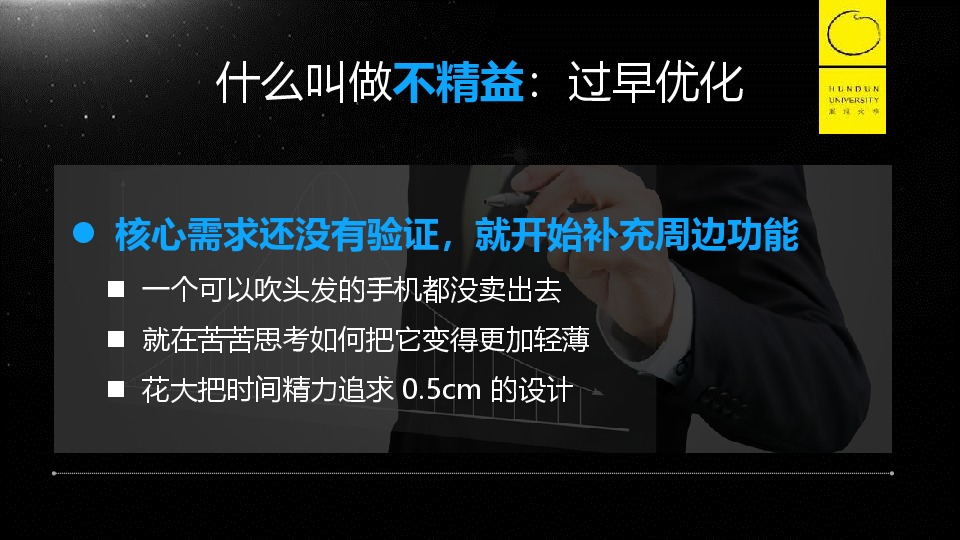 什么叫做不精益：过早优化
HUNDUN
UNIVERSITY
混沌大学
核心需求还没有验证，就开始补充周边功能
一个可以吹头发的手机都没卖出去
就在苦苦思考如何把它变得更加轻薄
花大把时间精力追求 0.5cm 的设计